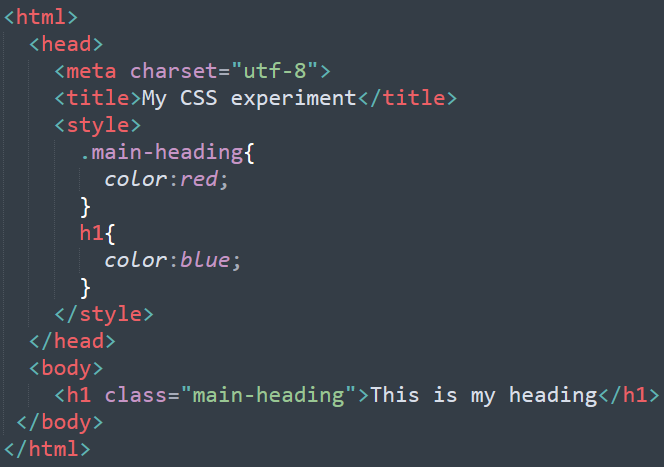 <html>
<head>
<meta charset="utf-8">
<title>My CSS experiment</title>
<style>
.main-heading{
color:red;
}
h1{
color:blue;
}
</style>
</head>
<body>
<h1 class="main-heading">This is my heading</h1>
</body>
</html>